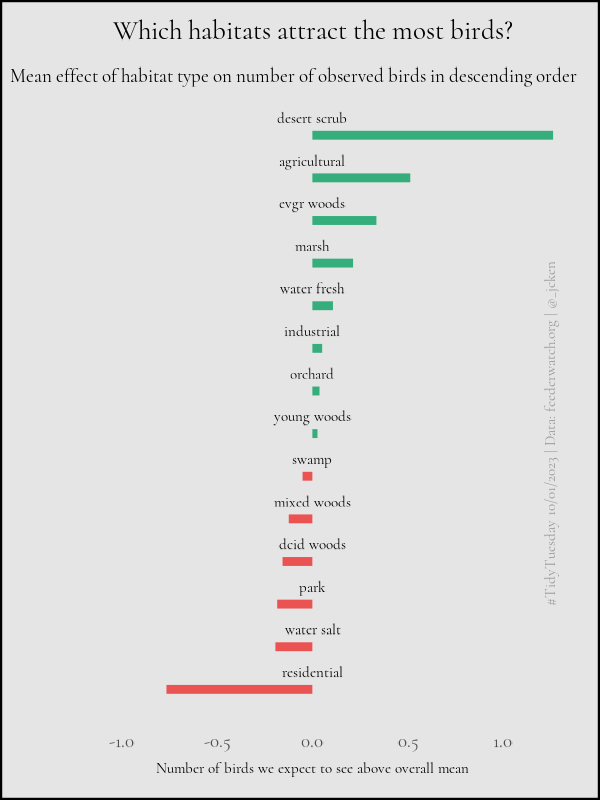 Which habitats attract the most birds?
Mean effect of habitat type on number of observed birds in descending order
desert scrub
agricultural
evgr woods
marsh
water fresh
industrial
orchard
young woods
swamp
mixed woods
dcid woods
park
water salt
residential
-1.0 -0.5 0.0 0.5 1.0
Number of birds we expect to see above overall mean
#TidyTuesday 10/01/2023 | Data: feederwatch.org | @_jcken